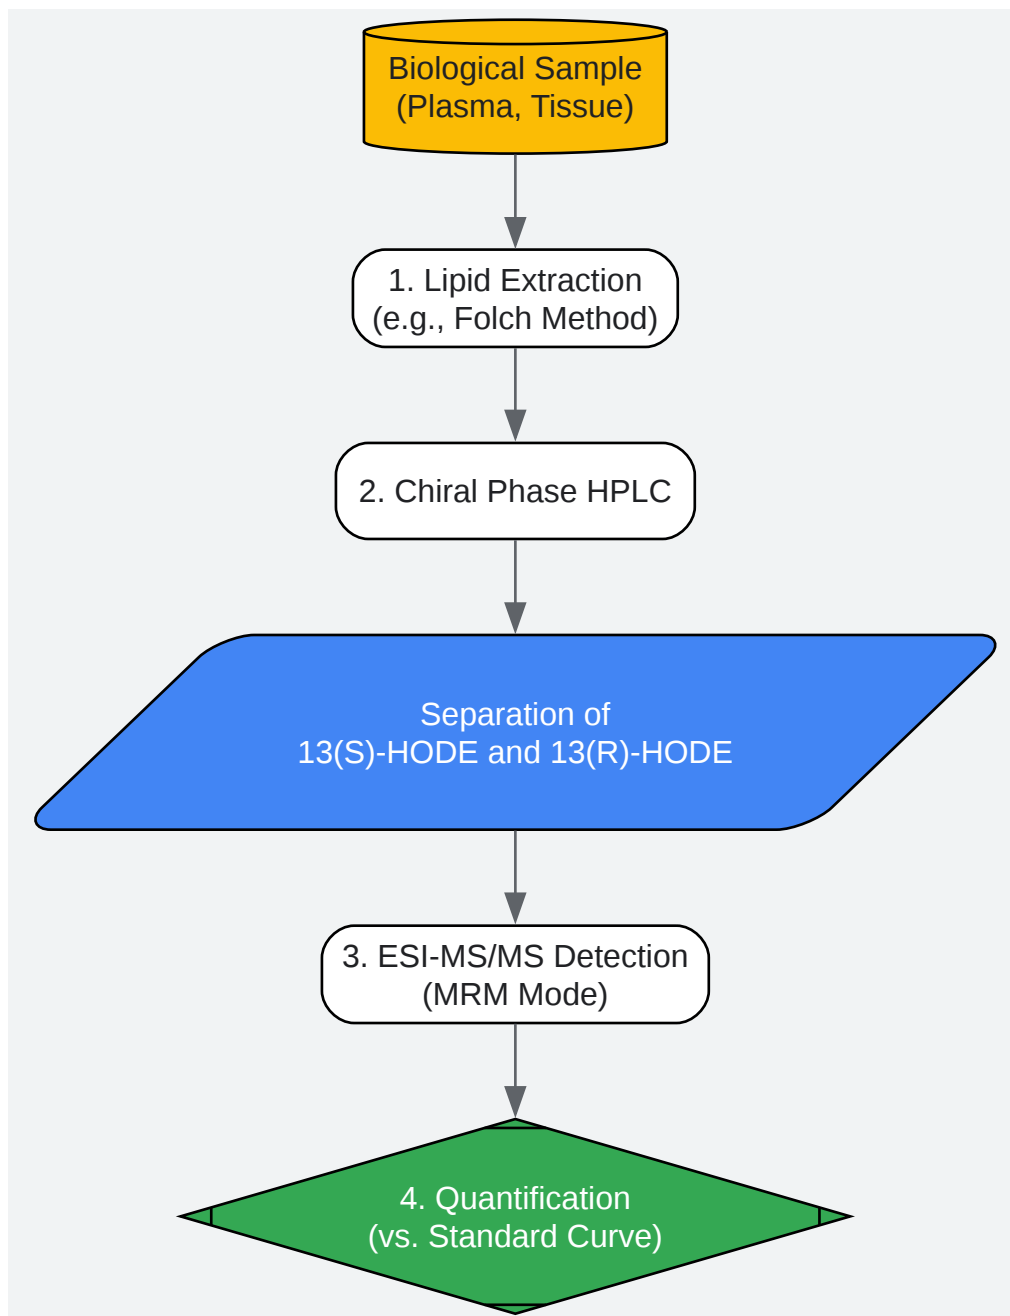 Biological Sample
(Plasma, Tissue)
1. Lipid Extraction
(e.g., Folch Method)
2. Chiral Phase HPLC
Separation of
13(S)-HODE and 13(R)-HODE
3. ESI-MS/MS Detection
(MRM Mode)
4. Quantification
(vs. Standard Curve)